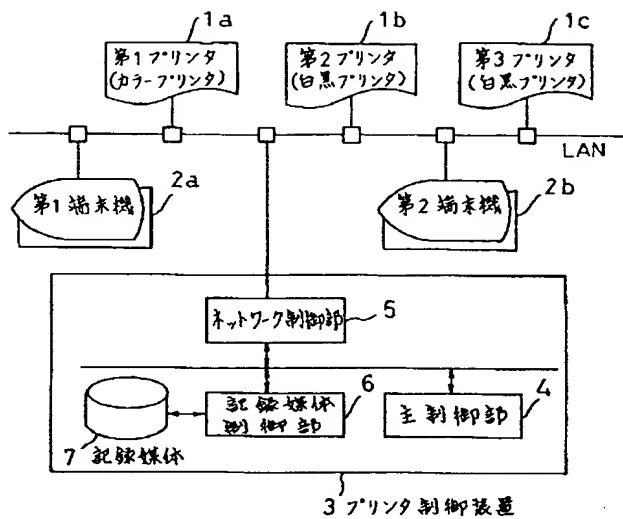 1a
1b
1c
第1プリンタ
(カラープリンタ)
第2プリンタ
(白黒プリンタ)
第3プリンタ
(白黒プリンタ)
LAN
第1端末機
2a
第2端末機
2b
ネットワーク制御部
5
記録媒体
制御部
6
主制御部
4
7
記録媒体
3 プリンタ制御装置